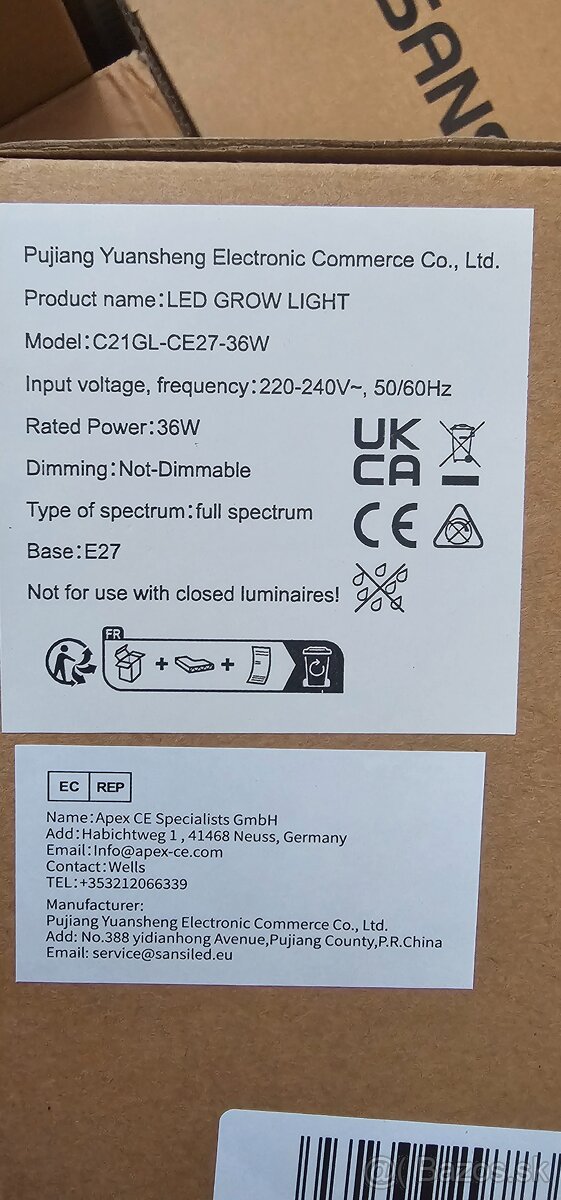 SANS
Pujiang Yuansheng Electronic Commerce Co., Ltd.
Product name:LED GROW LIGHT
Model:C21GL-CE27-36W
Input voltage, frequency:220-240V~, 50/60Hz
Rated Power:36W
Dimming:Not-Dimmable
Type of spectrum:full spectrum
Base:E27
Not for use with closed luminaires!
UK
CA
CE
FR
+ +
EC REP
Name:Apex CE Specialists GmbH
Add:Habichtweg 1 , 41468 Neuss, Germany
Email:Info@apex-ce.com
Contact:Wells
TEL:+353212066339
Manufacturer:
Pujiang Yuansheng Electronic Commerce Co., Ltd.
Add: No.388 yidianhong Avenue,Pujiang County,P.R.China
Email: service@sansiled.eu
@ Bazos.sk